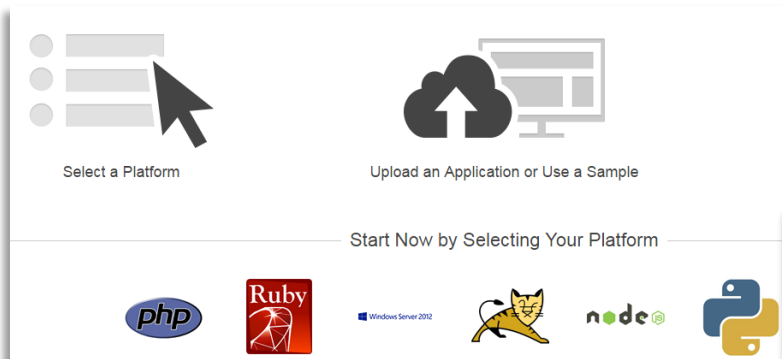 Select a Platform
Upload an Application or Use a Sample
Start Now by Selecting Your Platform
php
Ruby
Windows Server 2012
node
JS